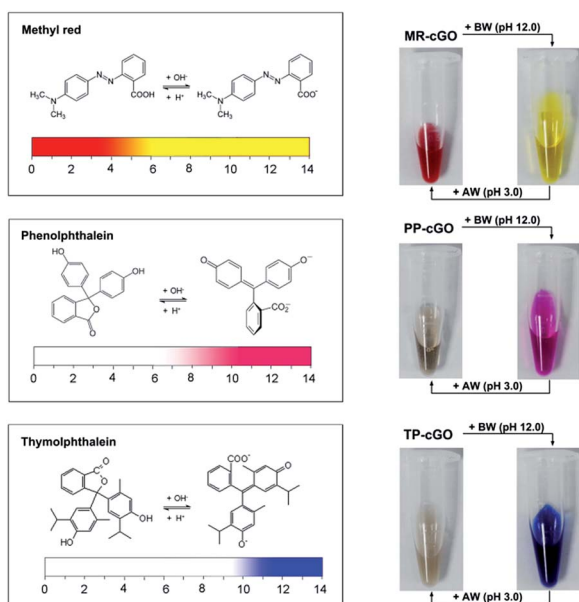 Methyl red
+ OH-
+ H+
N
N
H3C
N
CH3
COOH
N
N
H3C
N
CH3
COO-
0 2 4 6 8 10 12 14
MR-cGO
+ BW (pH 12.0)
+ AW (pH 3.0)
Phenolphthalein
HO
OH
O
O
+ OH-
+ H+
O
O-
CO2-
0 2 4 6 8 10 12 14
PP-cGO
+ BW (pH 12.0)
+ AW (pH 3.0)
Thymolphthalein
O
C
O
OH
HO
+ OH-
+ H+
COO-
O
O-
0 2 4 6 8 10 12 14
TP-cGO
+ BW (pH 12.0)
+ AW (pH 3.0)